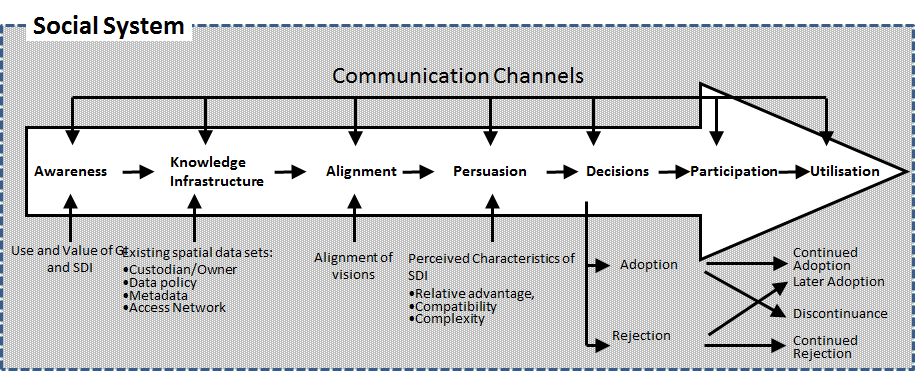 Social System
Communication Channels
Awareness
Knowledge
Infrastructure
Alignment
Persuasion
Decisions
Participation
Utilisation
Use and Value of GI
and SDI
Existing spatial data sets:
•Custodian/Owner
•Data policy
•Metadata
•Access Network
Alignment of
visions
Perceived Characteristics of
SDI
•Relative advantage,
•Compatibility
•Complexity
Adoption
Rejection
Continued
Adoption
Later Adoption
Discontinuance
Continued
Rejection